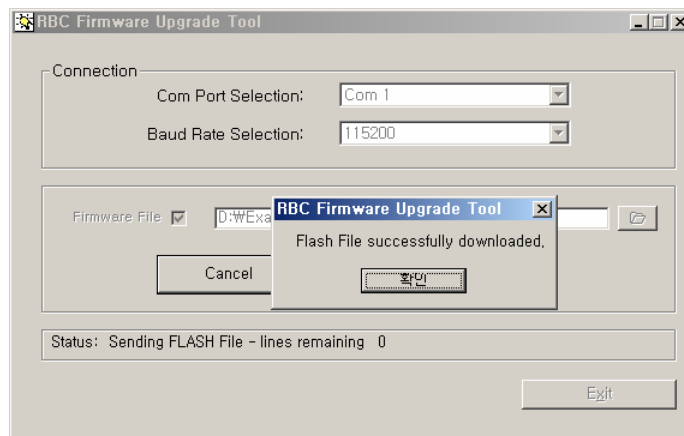 RBC Firmware Upgrade Tool
Connection
Com Port Selection: Com 1
Baud Rate Selection: 115200
Firmware File D:₩Exa
RBC Firmware Upgrade Tool
Flash File successfully downloaded,
확인
Cancel
Status: Sending FLASH File - lines remaining 0
Exit